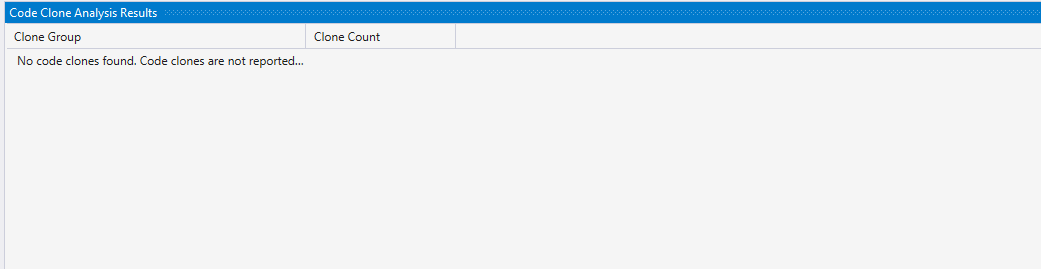 Code Clone Analysis Results
Clone Group Clone Count
No code clones found. Code clones are not reported...